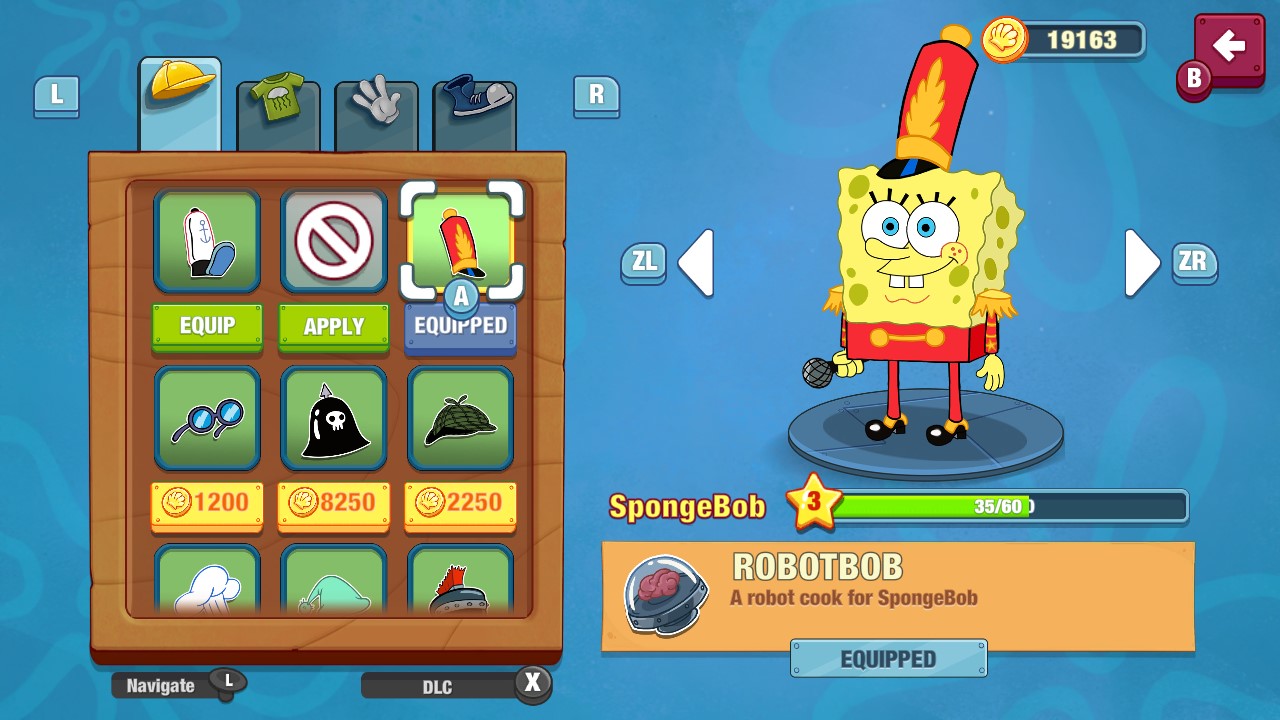 L
R
19163
B
ZL
ZR
A
EQUIP
APPLY
EQUIPPED
1200
8250
2250
SpongeBob
3
35/60
ROBOTBOB
A robot cook for SpongeBob
EQUIPPED
Navigate
L
DLC
X